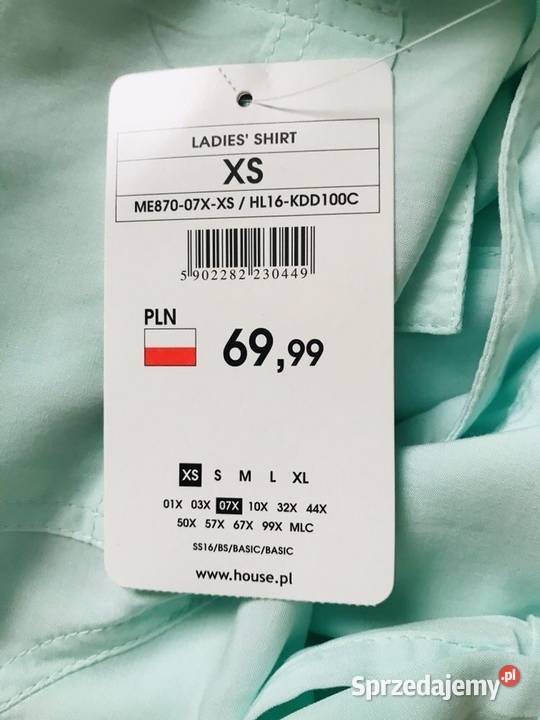 LADIES' SHIRT
XS
ME870-07X-XS / HL16-KDD100C
5 902282 230449
PLN
69,99
XS S M L XL
01X 03X 07X 10X 32X 44X
50X 57X 67X 99X MLC
SS16/BS/BASIC/BASIC
www.house.pl
Sprzedajemy.pl